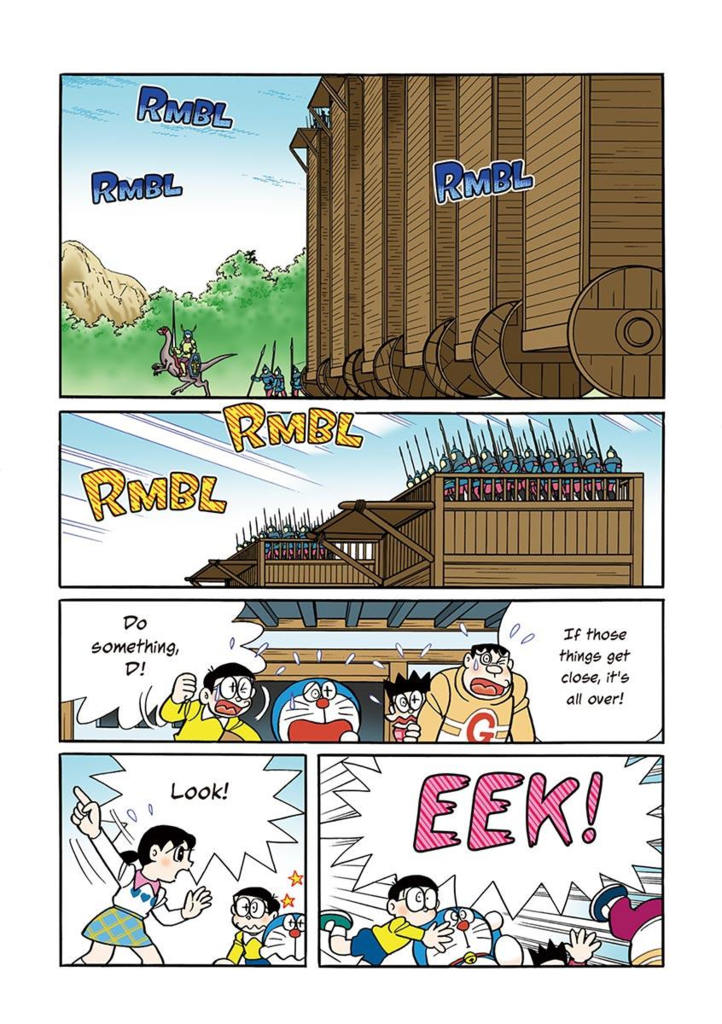 RMBL
RMBL
RMBL
RMBL
RMBL
Do
something,
D!
If those
things get
close, it's
all over!
G
Look!
EEK!